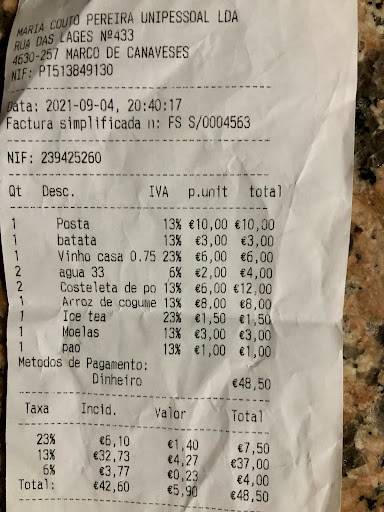 MARIA COUTO PEREIRA UNIPESSOAL LDA
RUA DAS LAGES Nº433
4630-257 MARCO DE CANAVESES
NIF: PT513849130
Data: 2021-09-04, 20:40:17
Factura simplificada n: FS S/0004563
NIF: 239425260
Qt Desc. IVA p.unit total
1 Posta 13% €10,00 €10,00
1 batata 13% €3,00 €3,00
1 Vinho casa 0.75 23% €6,00 €6,00
2 agua 33 6% €2,00 €4,00
2 Costeleta de po 13% €6,00 €12,00
1 Arroz de cogume 13% €8,00 €8,00
1 Ice tea 23% €1,50 €1,50
1 Moelas 13% €3,00 €3,00
1 pao 13% €1,00 €1,00
Metodos de Pagamento:
Dinheiro €48,50
Taxa Incid. Valor Total
23% €6,10 €1,40 €7,50
13% €32,73 €4,27 €37,00
6% €3,77 €0,23 €4,00
Total: €42,60 €5,90 €48,50